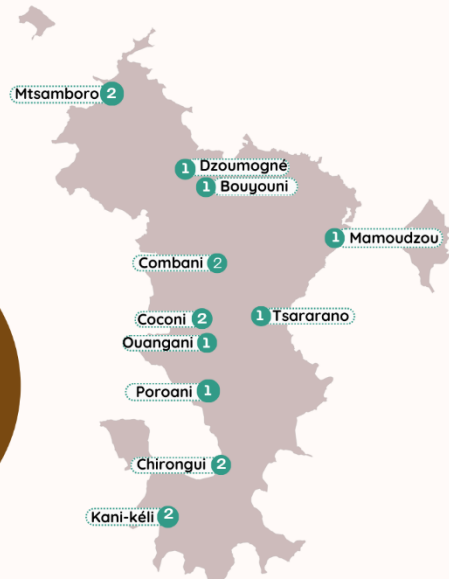 Mtsamboro 2
1 Dzoumogné
1 Bouyouni
1 Mamoudzou
Combani 2
Coconi 2
1 Tsararano
Ouangani 1
Poroani 1
Chirongui 2
Kani-kéli 2